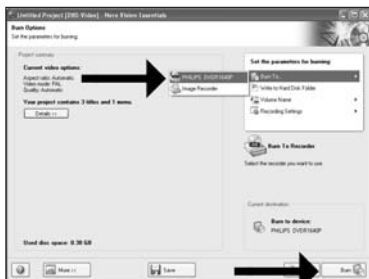 Untitled Project [DVD-Video] - Nero Vision Essentials
Burn Options
Set the parameters for burning.
Project summary
Current video options:
Aspect ratio: Automatic
Video mode: PAL,
Quality: Automatic
Your project contains 3 titles and 1 menu.
Details >>
PHILIPS DVDR1640P
Image Recorder
Set the parameters for burning:
Burn To...
Write to Hard Disk Folder
Volume Name
Recording Settings
Burn To Recorder
Select the recorder you want to use
Current destination:
Burn to device:
PHILIPS DVDR1640P
Used disc space: 0.30 GB
More >>
Save
Burn